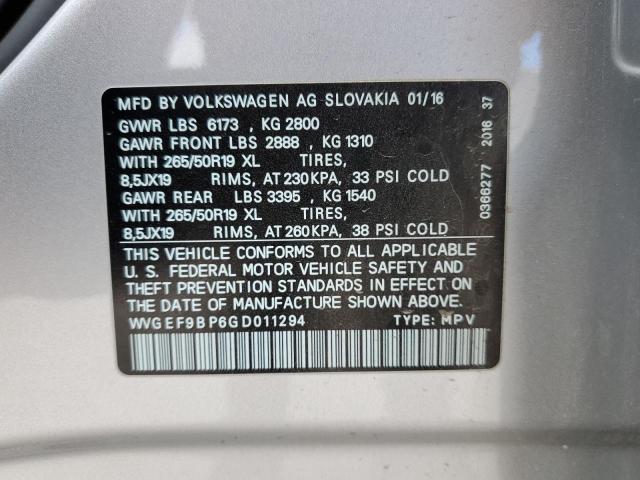 MFD BY VOLKSWAGEN AG SLOVAKIA 01/16
GVWR LBS 6173 , KG 2800
GAWR FRONT LBS 2888 , KG 1310
WITH 265/50R19 XL TIRES,
8,5JX19 RIMS, AT 230KPA, 33 PSI COLD
GAWR REAR LBS 3395 , KG 1540
WITH 265/50R19 XL TIRES,
8,5JX19 RIMS, AT 260KPA, 38 PSI COLD
THIS VEHICLE CONFORMS TO ALL APPLICABLE
U. S. FEDERAL MOTOR VEHICLE SAFETY AND
THEFT PREVENTION STANDARDS IN EFFECT ON
THE DATE OF MANUFACTURE SHOWN ABOVE.
WVGEF9BP6GD011294 TYPE: MPV
0366277 2016 37